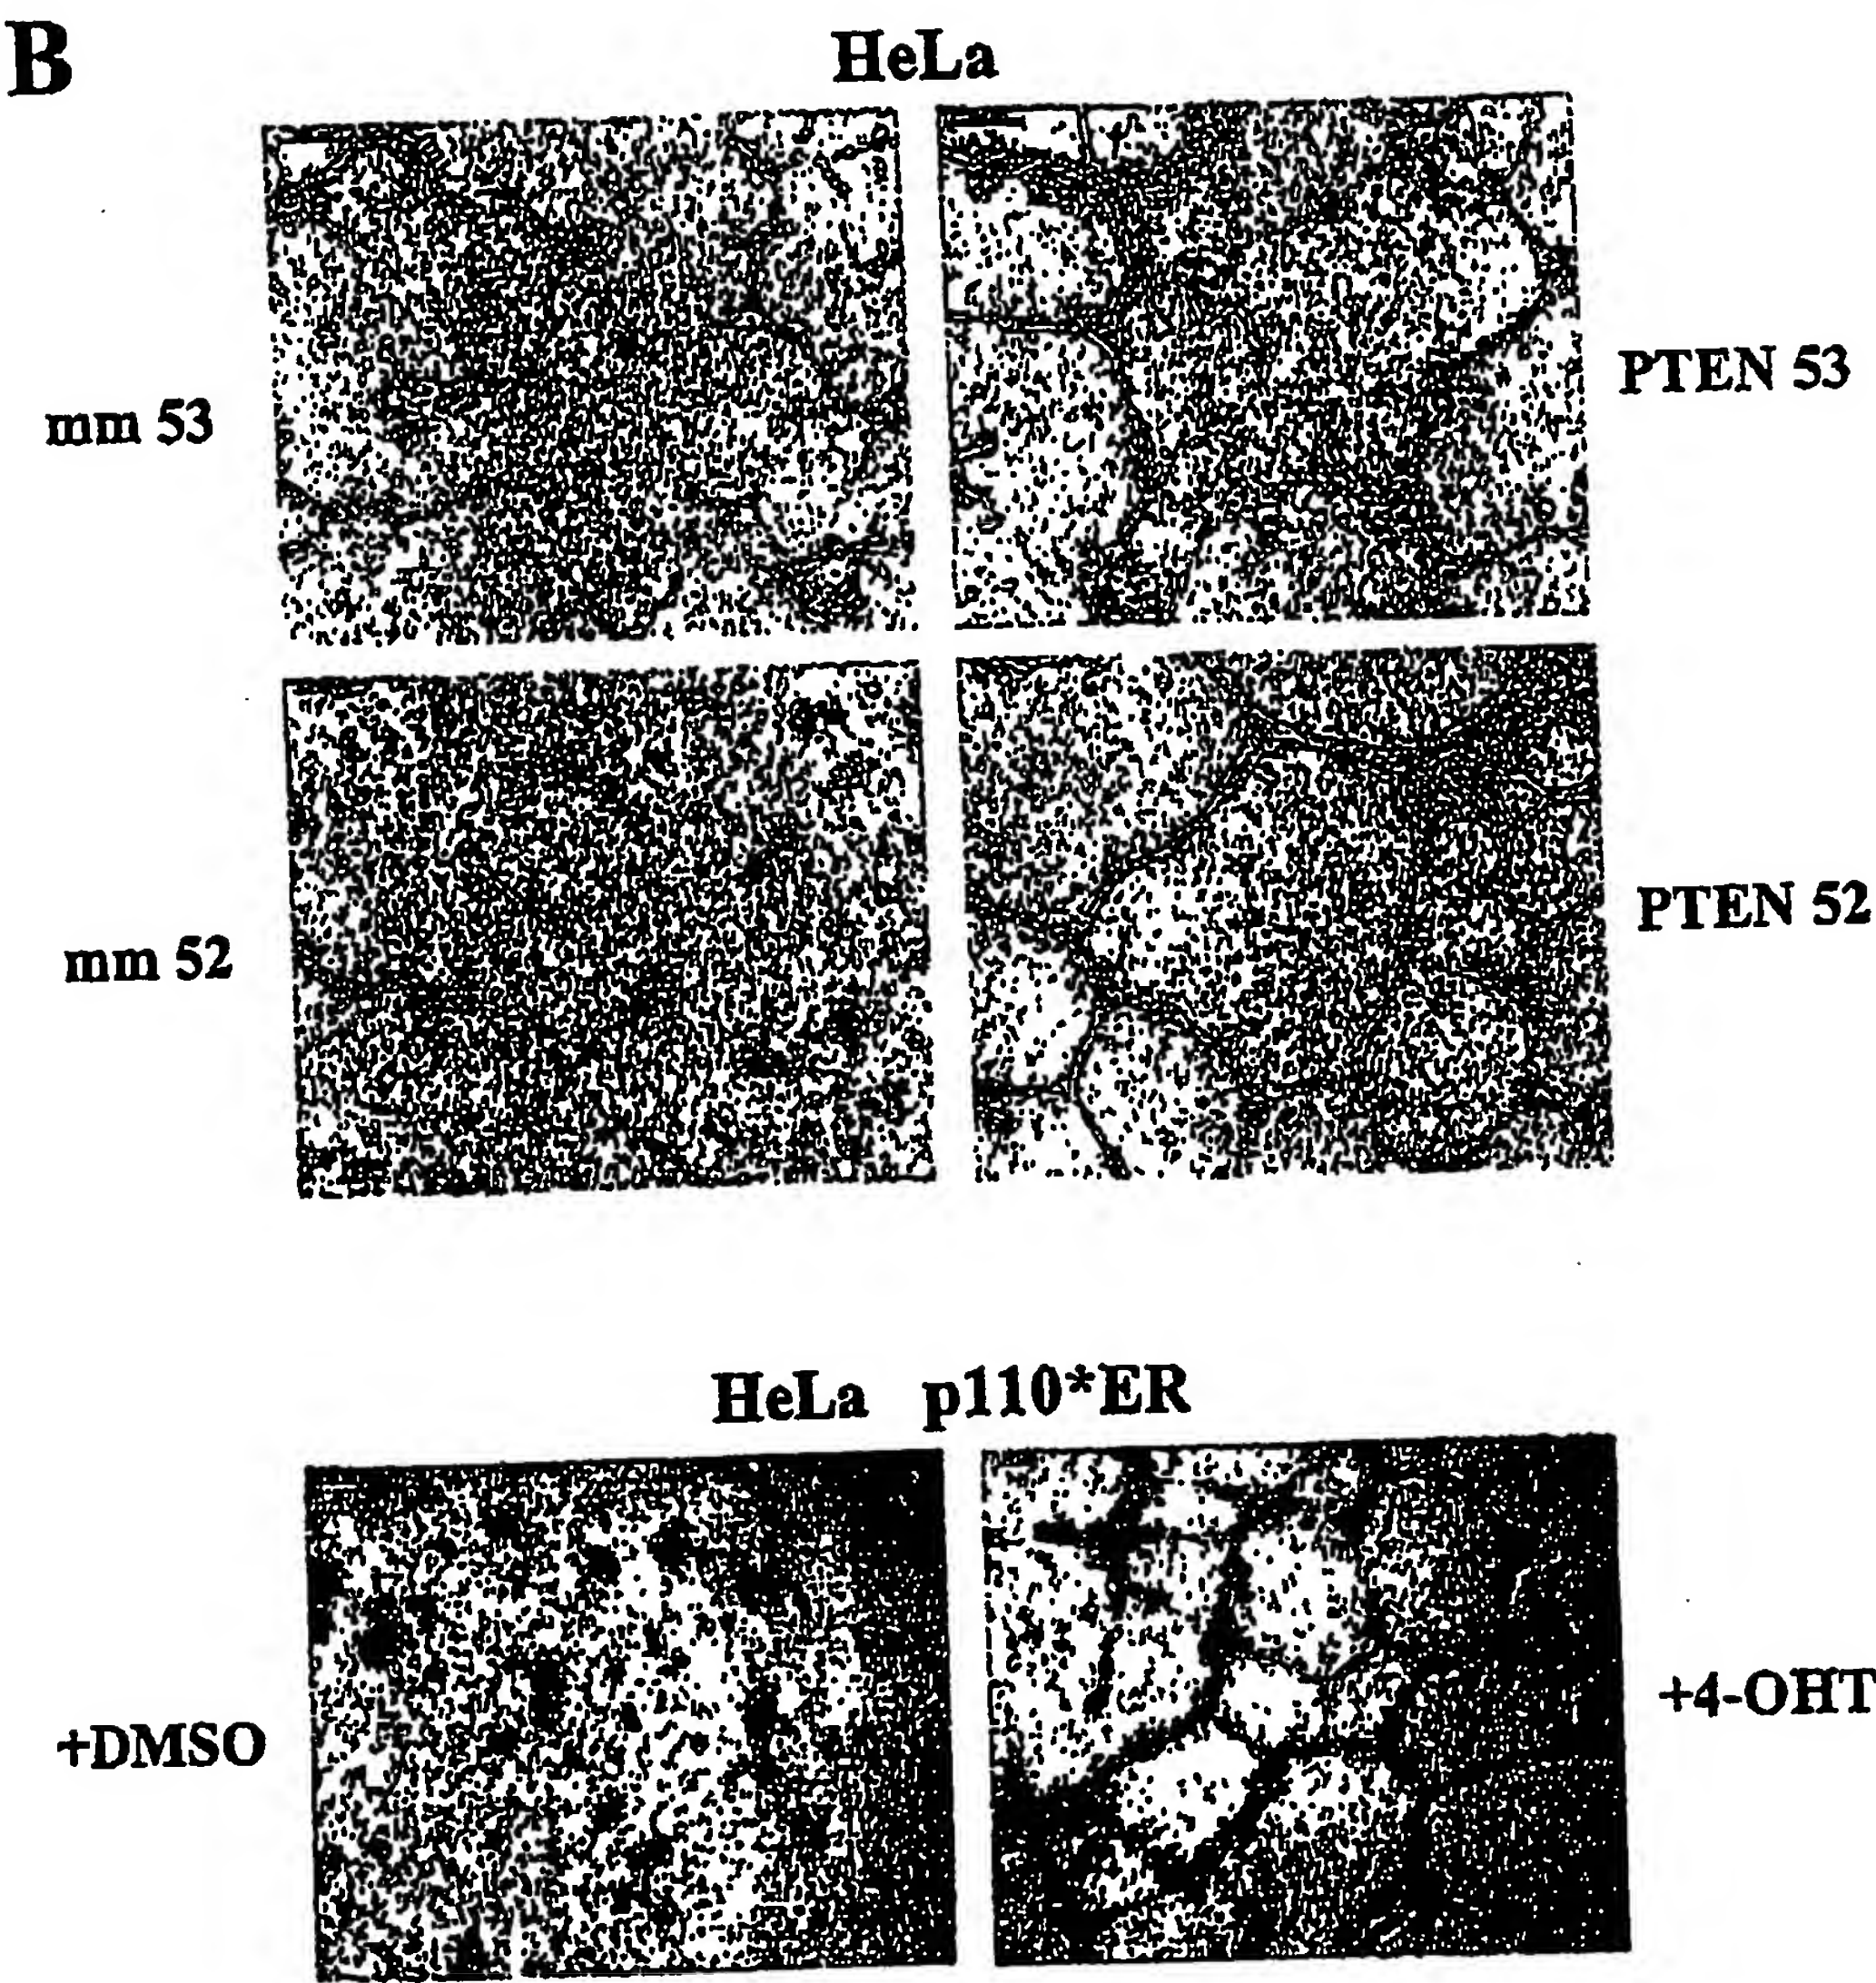 B
HeLa
mm 53
PTEN 53
mm 52
PTEN 52
HeLa p110*ER
+DMSO
+4-OHT